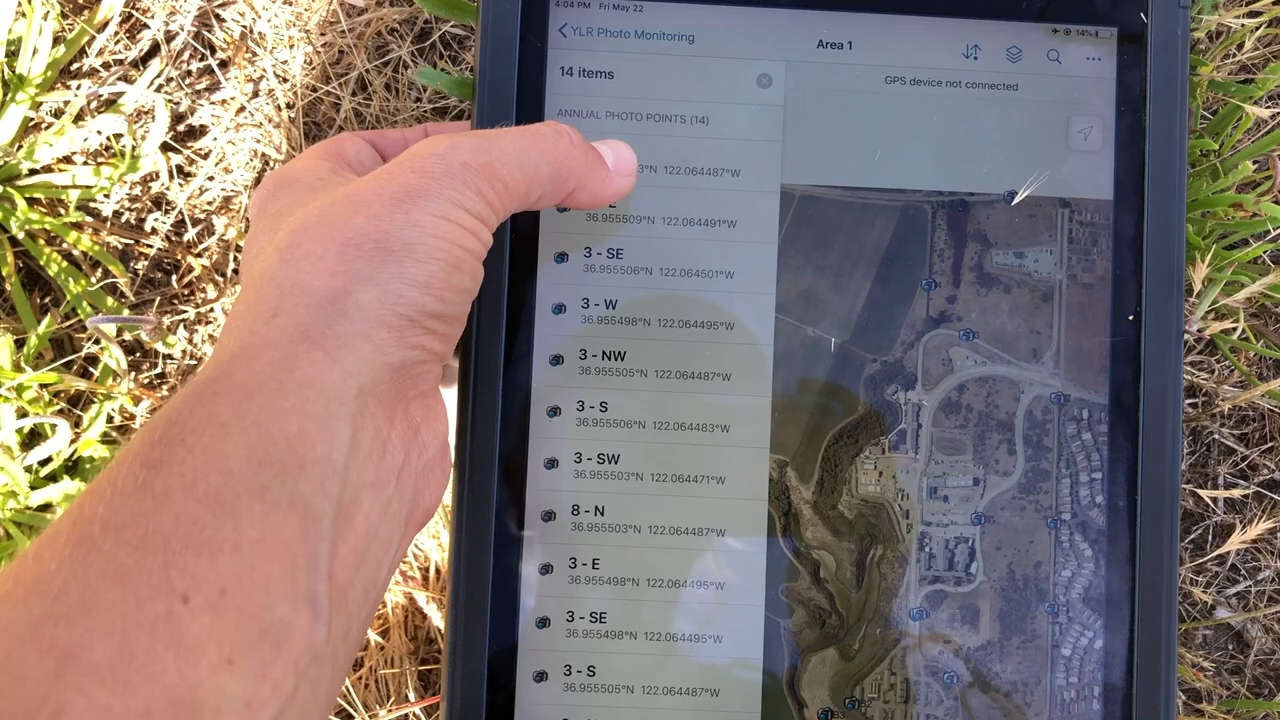 4:04 PM Fri May 22
14%
YLR Photo Monitoring
Area 1
14 items
GPS device not connected
ANNUAL PHOTO POINTS (14)
3°N 122.064487°W
36.955509°N 122.064491°W
3 - SE
36.955506°N 122.064501°W
3 - W
36.955498°N 122.064495°W
3 - NW
36.955505°N 122.064487°W
3 - S
36.955506°N 122.064483°W
3 - SW
36.955503°N 122.064471°W
8 - N
36.955503°N 122.064487°W
3 - E
36.955498°N 122.064495°W
3 - SE
36.955498°N 122.064495°W
3 - S
36.955505°N 122.064487°W